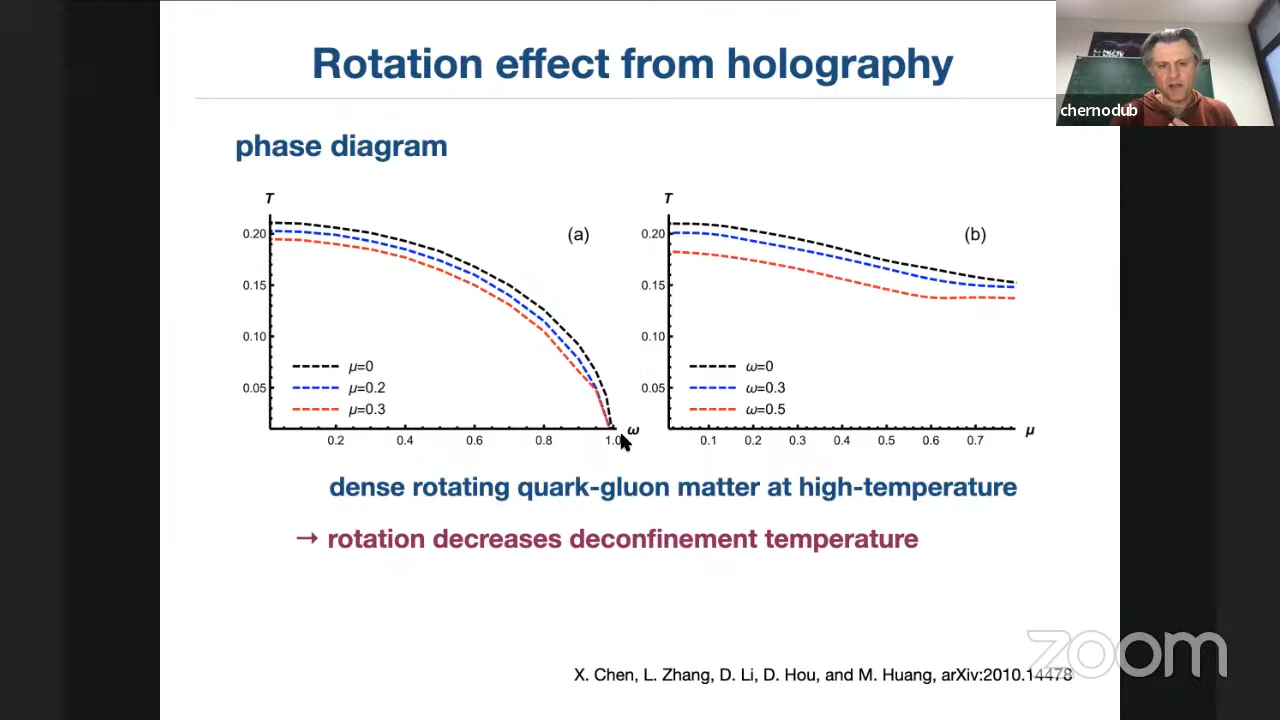 Rotation effect from holography
chernodub
phase diagram
T
0.20
0.15
0.10
0.05
(a)
μ=0
μ=0.2
μ=0.3
0.2 0.4 0.6 0.8 1.0
ω
T
0.20
0.15
0.10
0.05
(b)
ω=0
ω=0.3
ω=0.5
0.1 0.2 0.3 0.4 0.5 0.6 0.7
μ
dense rotating quark-gluon matter at high-temperature
→ rotation decreases deconfinement temperature
zoom
X. Chen, L. Zhang, D. Li, D. Hou, and M. Huang, arXiv:2010.14478